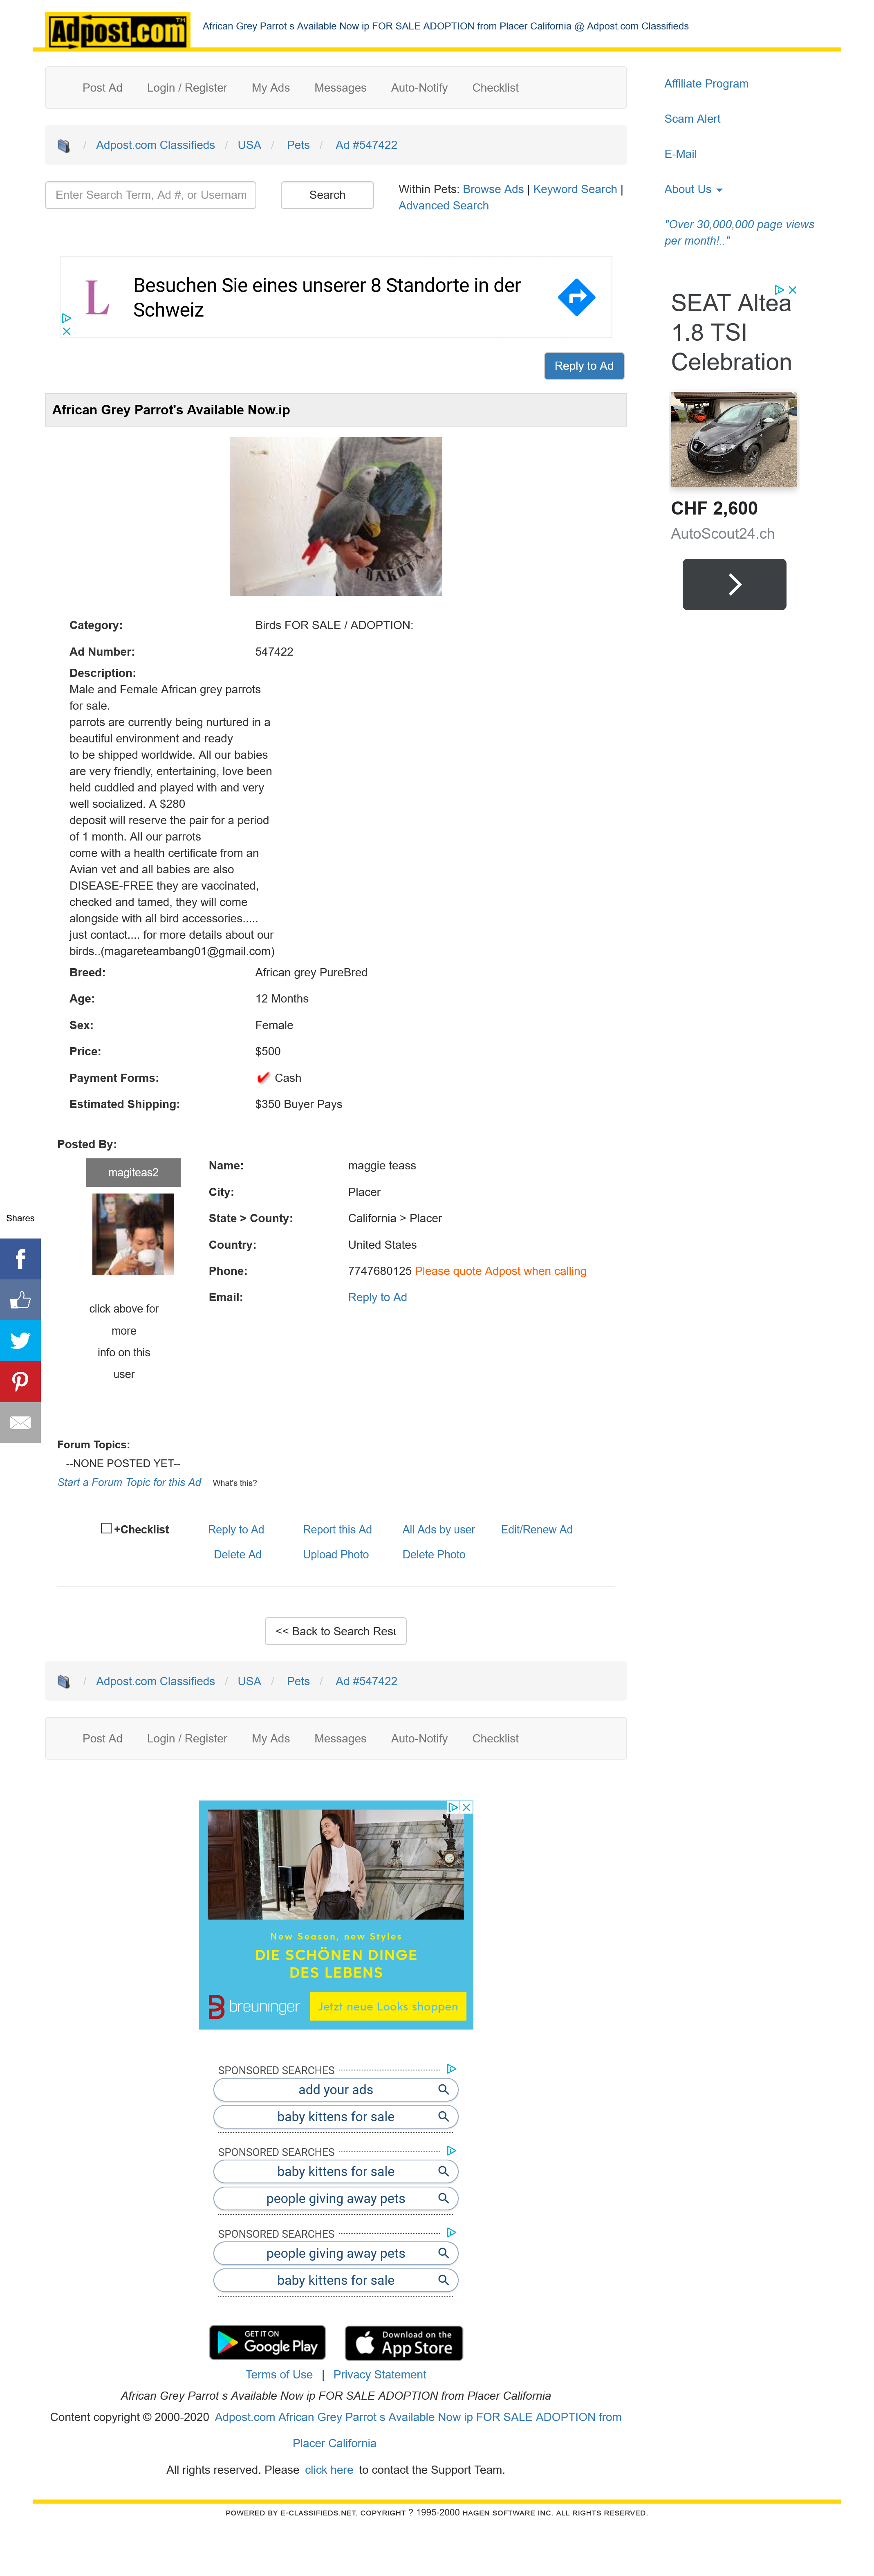 Adpost.com™
African Grey Parrot s Available Now ip FOR SALE ADOPTION from Placer California @ Adpost.com Classifieds
Post Ad Login / Register My Ads Messages Auto-Notify Checklist
/ Adpost.com Classifieds / USA / Pets / Ad #547422
Enter Search Term, Ad #, or Usernam
Search
Within Pets: Browse Ads | Keyword Search |
Advanced Search
Affiliate Program
Scam Alert
E-Mail
About Us
"Over 30,000,000 page views
per month!.."
L
Besuchen Sie eines unserer 8 Standorte in der
Schweiz
SEAT Altea
1.8 TSI
Celebration
CHF 2,600
AutoScout24.ch
Reply to Ad
African Grey Parrot's Available Now.ip
DAKOTA
Category: Birds FOR SALE / ADOPTION:
Ad Number: 547422
Description:
Male and Female African grey parrots
for sale.
parrots are currently being nurtured in a
beautiful environment and ready
to be shipped worldwide. All our babies
are very friendly, entertaining, love been
held cuddled and played with and very
well socialized. A $280
deposit will reserve the pair for a period
of 1 month. All our parrots
come with a health certificate from an
Avian vet and all babies are also
DISEASE-FREE they are vaccinated,
checked and tamed, they will come
alongside with all bird accessories.....
just contact.... for more details about our
birds..(magareteambang01@gmail.com)
Breed: African grey PureBred
Age: 12 Months
Sex: Female
Price: $500
Payment Forms: Cash
Estimated Shipping: $350 Buyer Pays
Posted By:
magiteas2
click above for
more
info on this
user
Name: maggie teass
City: Placer
State > County: California > Placer
Country: United States
Phone: 7747680125 Please quote Adpost when calling
Email: Reply to Ad
Shares
Forum Topics:
--NONE POSTED YET--
Start a Forum Topic for this Ad What's this?
+Checklist Reply to Ad Report this Ad All Ads by user Edit/Renew Ad
Delete Ad Upload Photo Delete Photo
<< Back to Search Resu
/ Adpost.com Classifieds / USA / Pets / Ad #547422
Post Ad Login / Register My Ads Messages Auto-Notify Checklist
New Season, new Styles
DIE SCHÖNEN DINGE
DES LEBENS
breuninger
Jetzt neue Looks shoppen
SPONSORED SEARCHES
add your ads
baby kittens for sale
SPONSORED SEARCHES
baby kittens for sale
people giving away pets
SPONSORED SEARCHES
people giving away pets
baby kittens for sale
GET IT ON
Google Play
Download on the
App Store
Terms of Use | Privacy Statement
African Grey Parrot s Available Now ip FOR SALE ADOPTION from Placer California
Content copyright © 2000-2020 Adpost.com African Grey Parrot s Available Now ip FOR SALE ADOPTION from
Placer California
All rights reserved. Please click here to contact the Support Team.
POWERED BY E-CLASSIFIEDS.NET. COPYRIGHT ? 1995-2000 HAGEN SOFTWARE INC. ALL RIGHTS RESERVED.